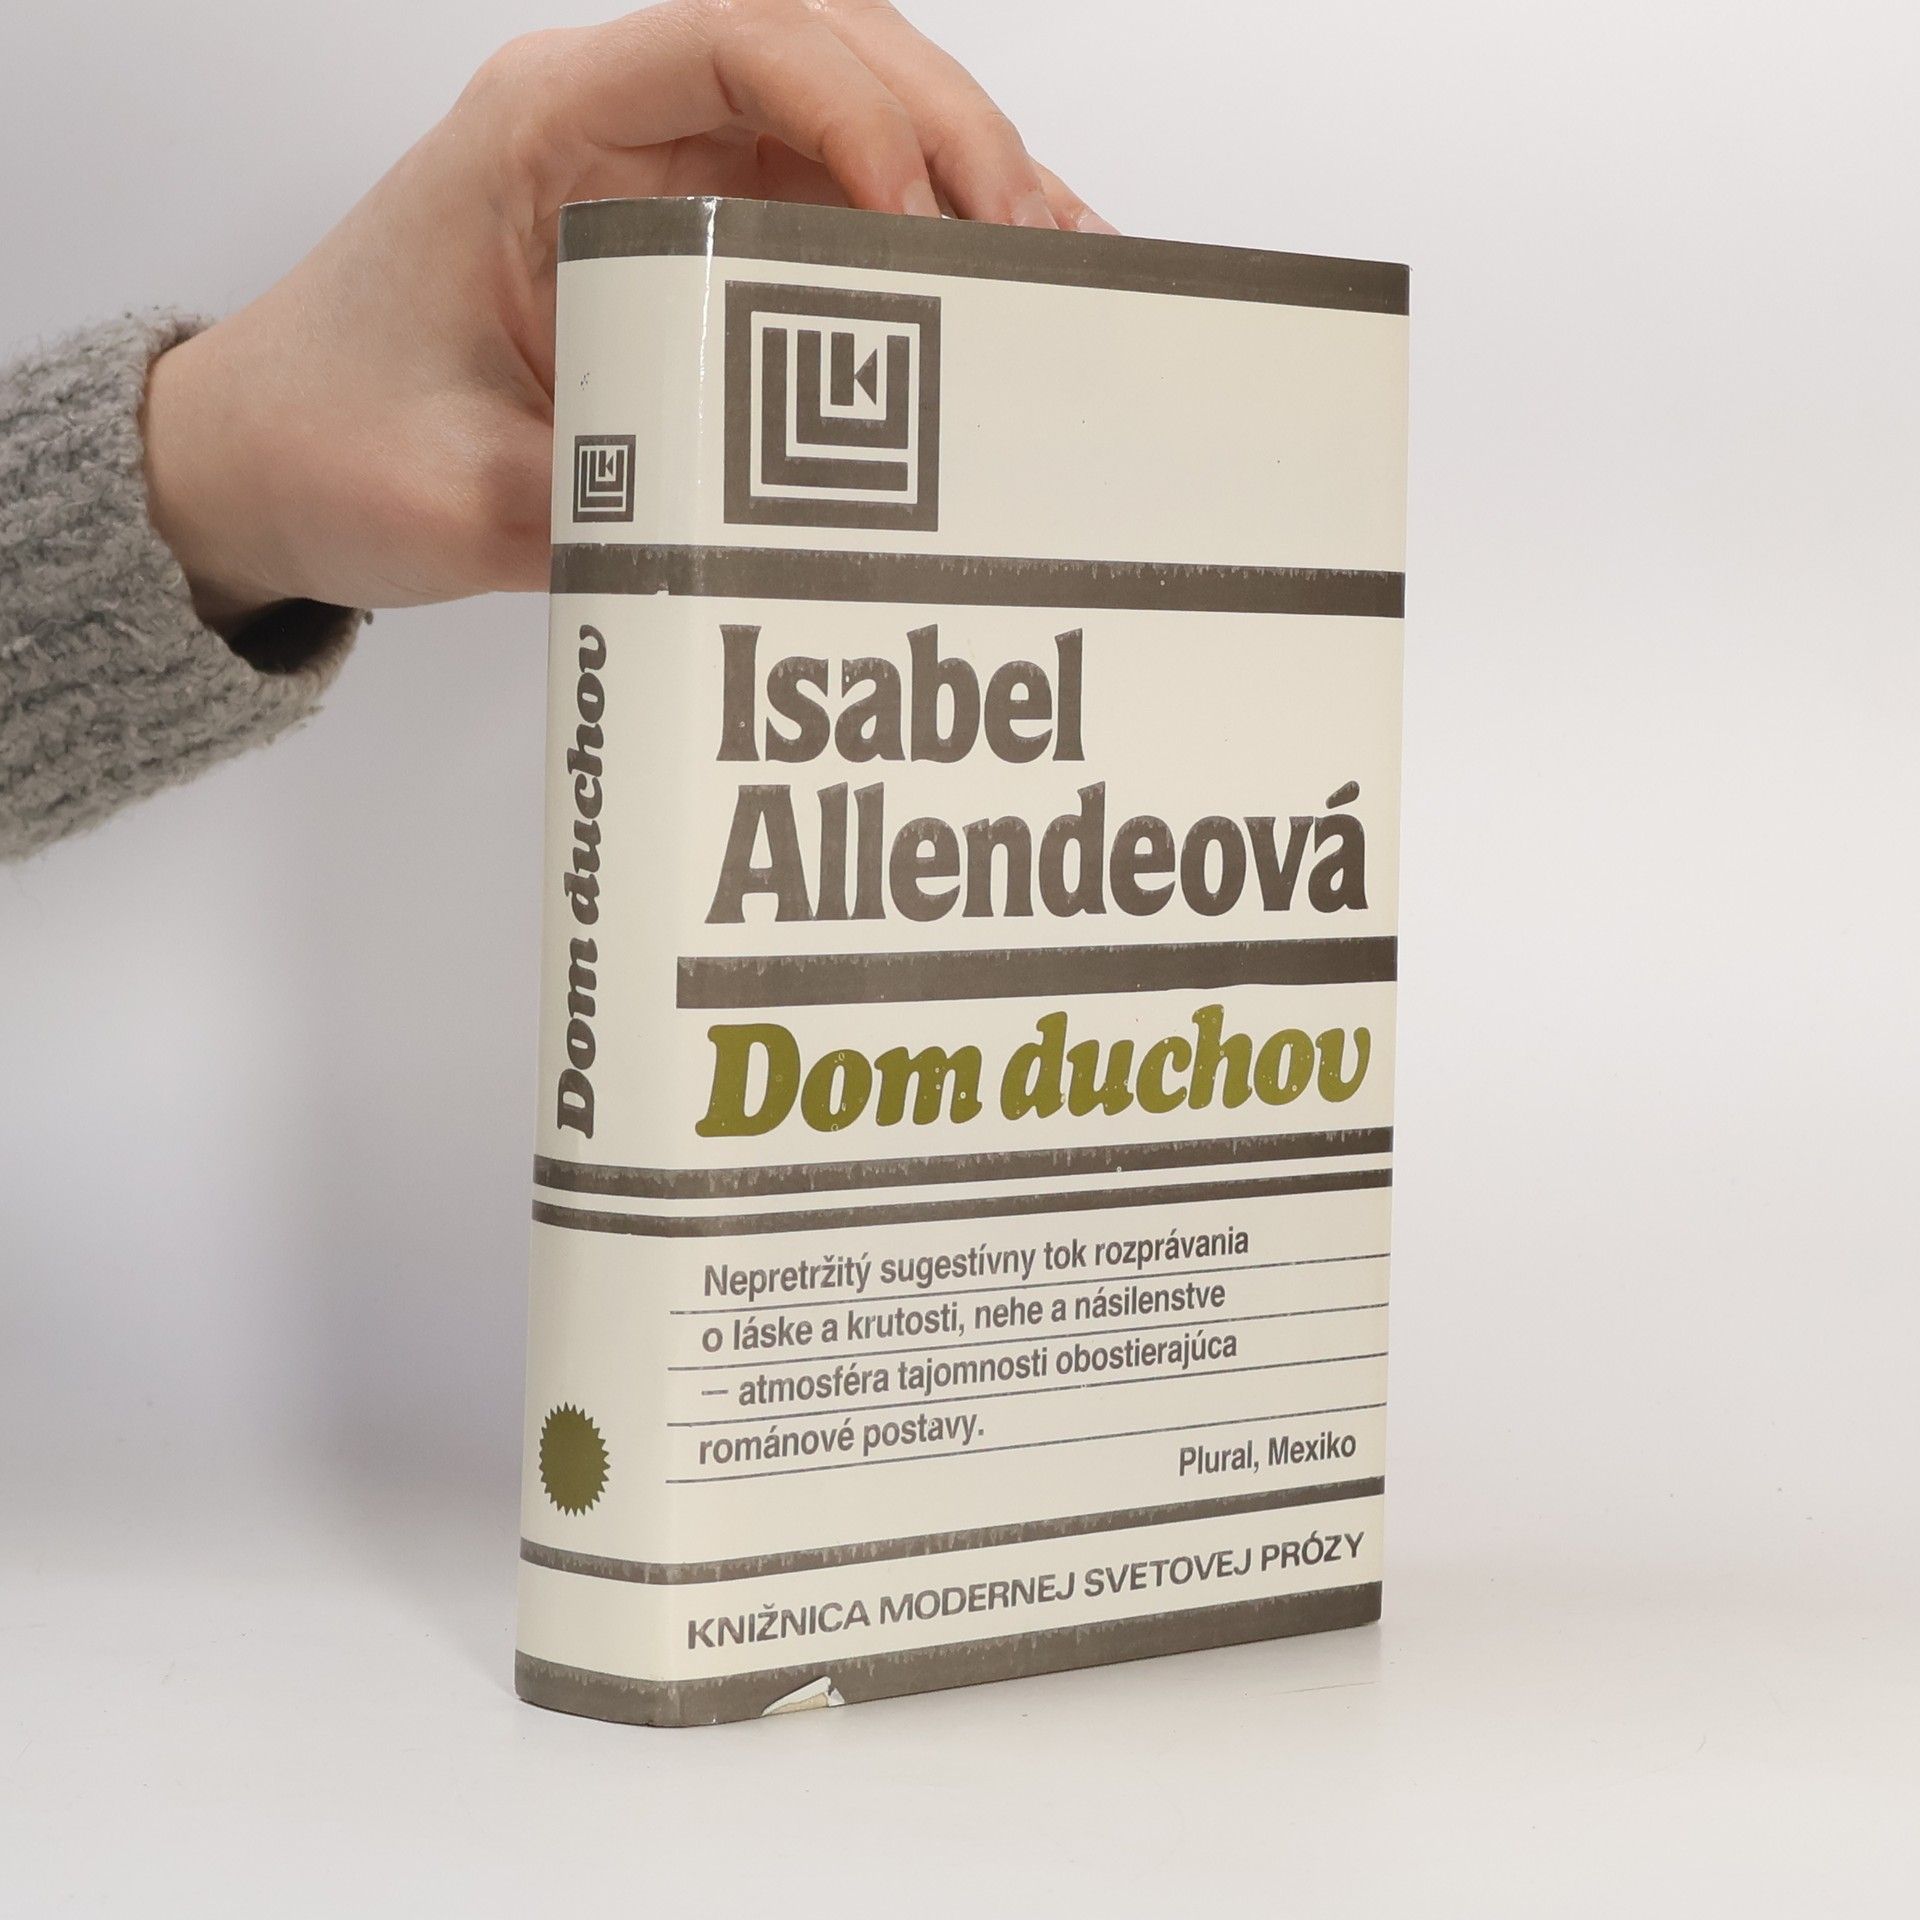 Dom duchov
Isabel
Allendeová
Dom duchov
Nepretržitý sugestívny tok rozprávania
o láske a krutosti, nehe a násilenstve
— atmosféra tajomnosti obostierajúca
románové postavy.
Plural, Mexiko
KNIŽNICA MODERNEJ SVETOVEJ PRÓZY